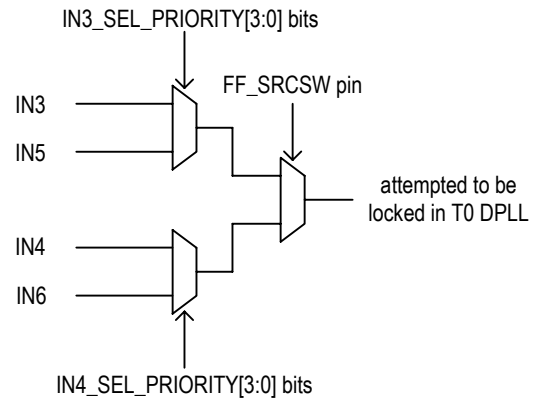 IN3_SEL_PRIORITY[3:0] bits
FF_SRCSW pin
IN3
IN5
attempted to be
locked in T0 DPLL
IN4
IN6
IN4_SEL_PRIORITY[3:0] bits